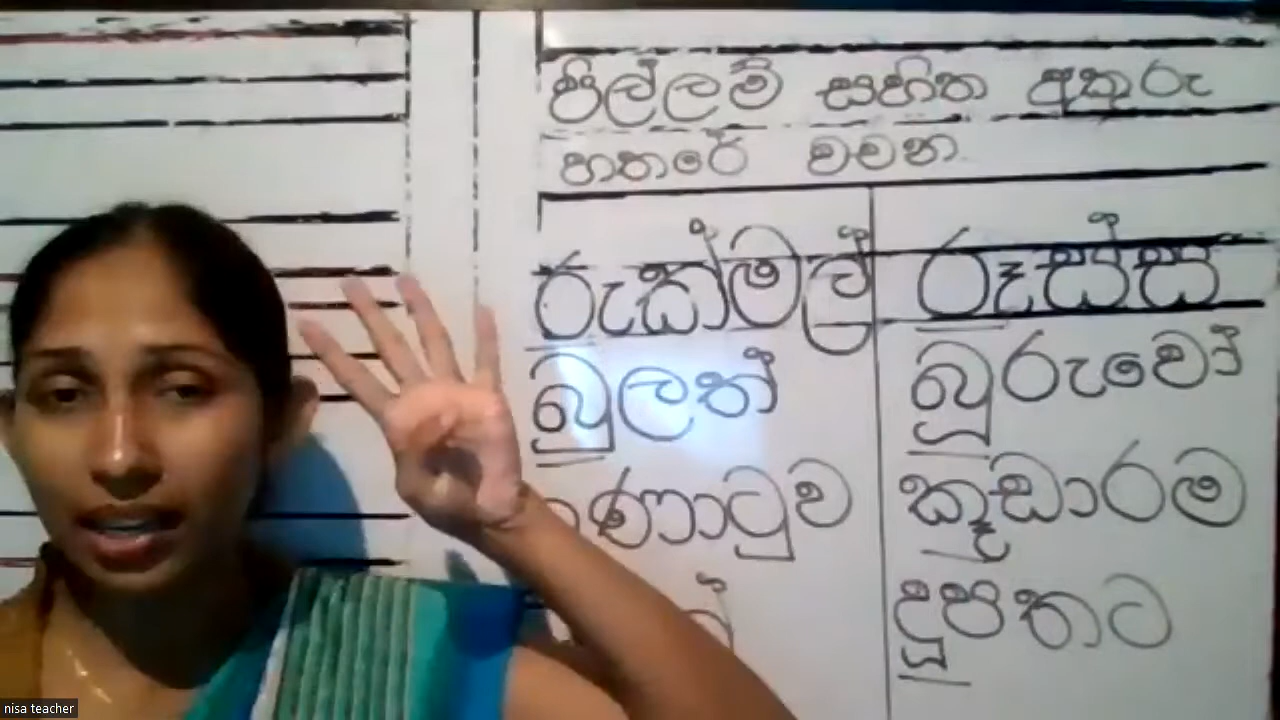 පිල්ලම් සහිත අකුරු
හතරේ වචන
රුක්මල් රූස්ස
බුලත් බූරුවෝ
කූඩාරම
දූපතට
nisa teacher